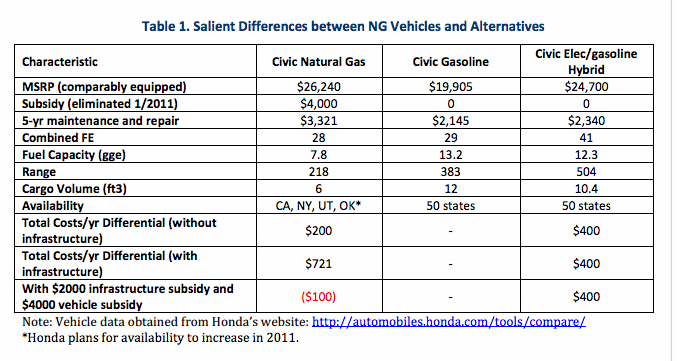 Table 1. Salient Differences between NG Vehicles and Alternatives
Characteristic Civic Natural Gas Civic Gasoline Civic Elec/gasoline Hybrid
MSRP (comparably equipped) $26,240 $19,905 $24,700
Subsidy (eliminated 1/2011) $4,000 0 0
5-yr maintenance and repair $3,321 $2,145 $2,340
Combined FE 28 29 41
Fuel Capacity (gge) 7.8 13.2 12.3
Range 218 383 504
Cargo Volume (ft3) 6 12 10.4
Availability CA, NY, UT, OK* 50 states 50 states
Total Costs/yr Differential (without
infrastructure) $200 - $400
Total Costs/yr Differential (with
infrastructure) $721 - $400
With $2000 infrastructure subsidy and
$4000 vehicle subsidy ($100) - $400
Note: Vehicle data obtained from Honda's website: http://automobiles.honda.com/tools/compare/
*Honda plans for availability to increase in 2011.